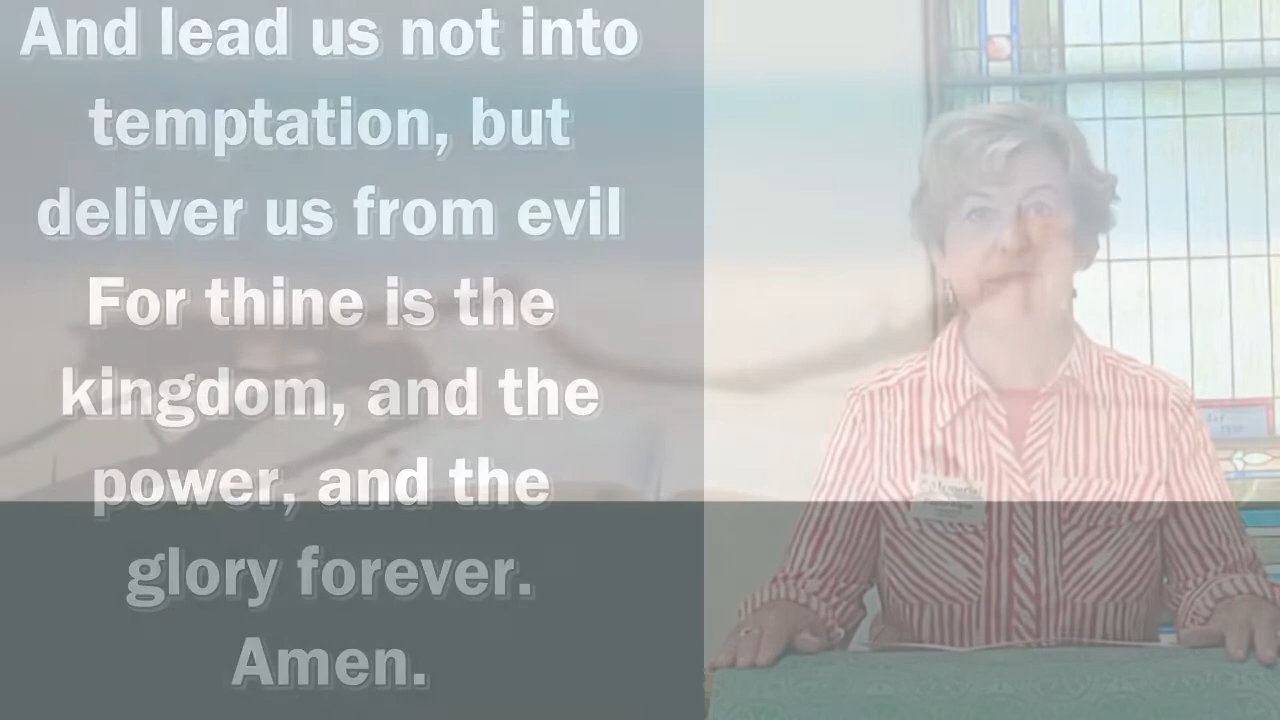 And lead us not into
temptation, but
deliver us from evil
For thine is the
kingdom, and the
power, and the
glory forever.
Amen.
Memorial